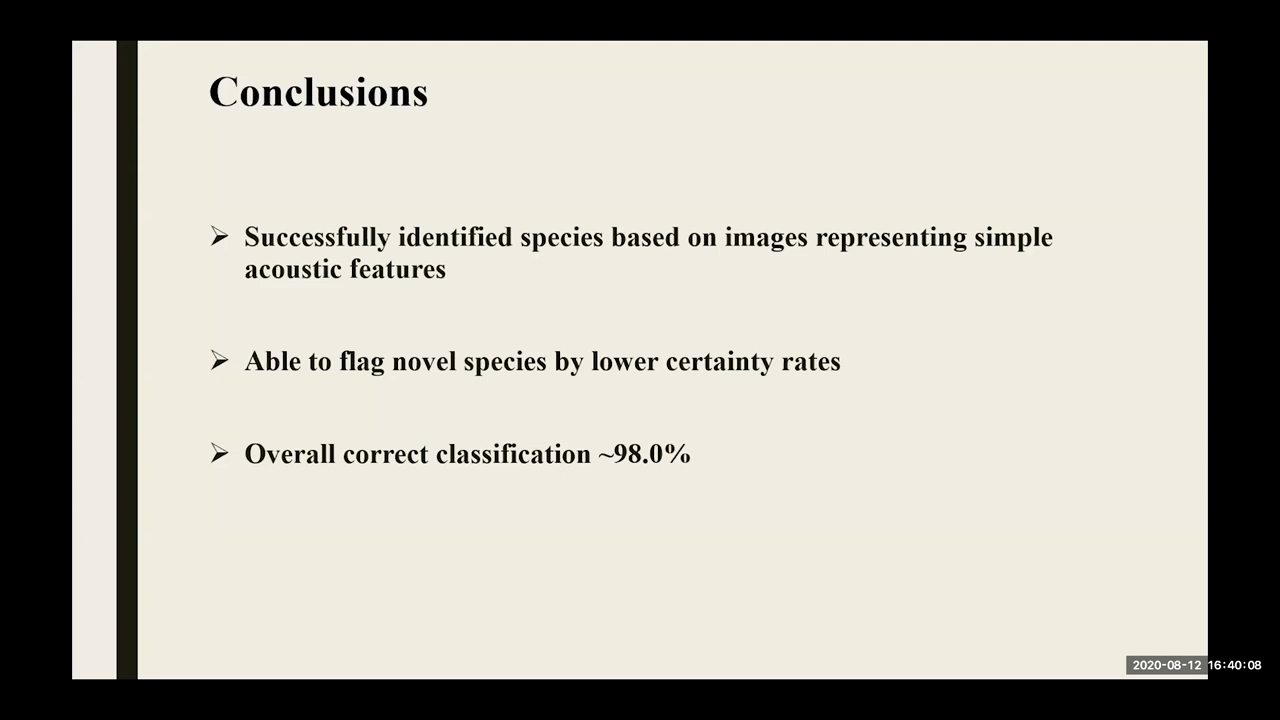 Conclusions
➢ Successfully identified species based on images representing simple
acoustic features
➢ Able to flag novel species by lower certainty rates
➢ Overall correct classification ~98.0%
2020-08-12 16:40:08